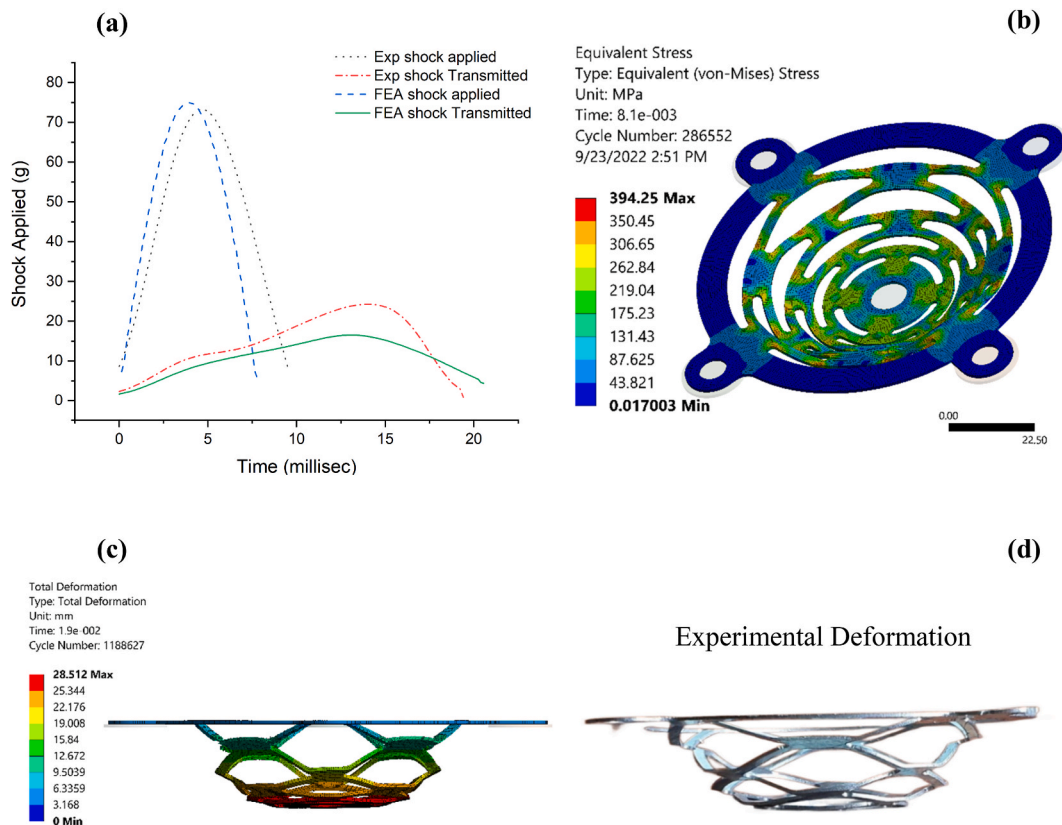 (a)
Exp shock applied
Exp shock Transmitted
FEA shock applied
FEA shock Transmitted
80
70
60
50
40
30
20
10
0
Shock Applied (g)
0 5 10 15 20
Time (millisec)
(b)
Equivalent Stress
Type: Equivalent (von-Mises) Stress
Unit: MPa
Time: 8.1e-003
Cycle Number: 286552
9/23/2022 2:51 PM
394.25 Max
350.45
306.65
262.84
219.04
175.23
131.43
87.625
43.821
0.017003 Min
0.00
22.50
(c)
Total Deformation
Type: Total Deformation
Unit: mm
Time: 1.9e-002
Cycle Number: 1188627
28.512 Max
25.344
22.176
19.008
15.84
12.672
9.5039
6.3359
3.168
0 Min
(d)
Experimental Deformation